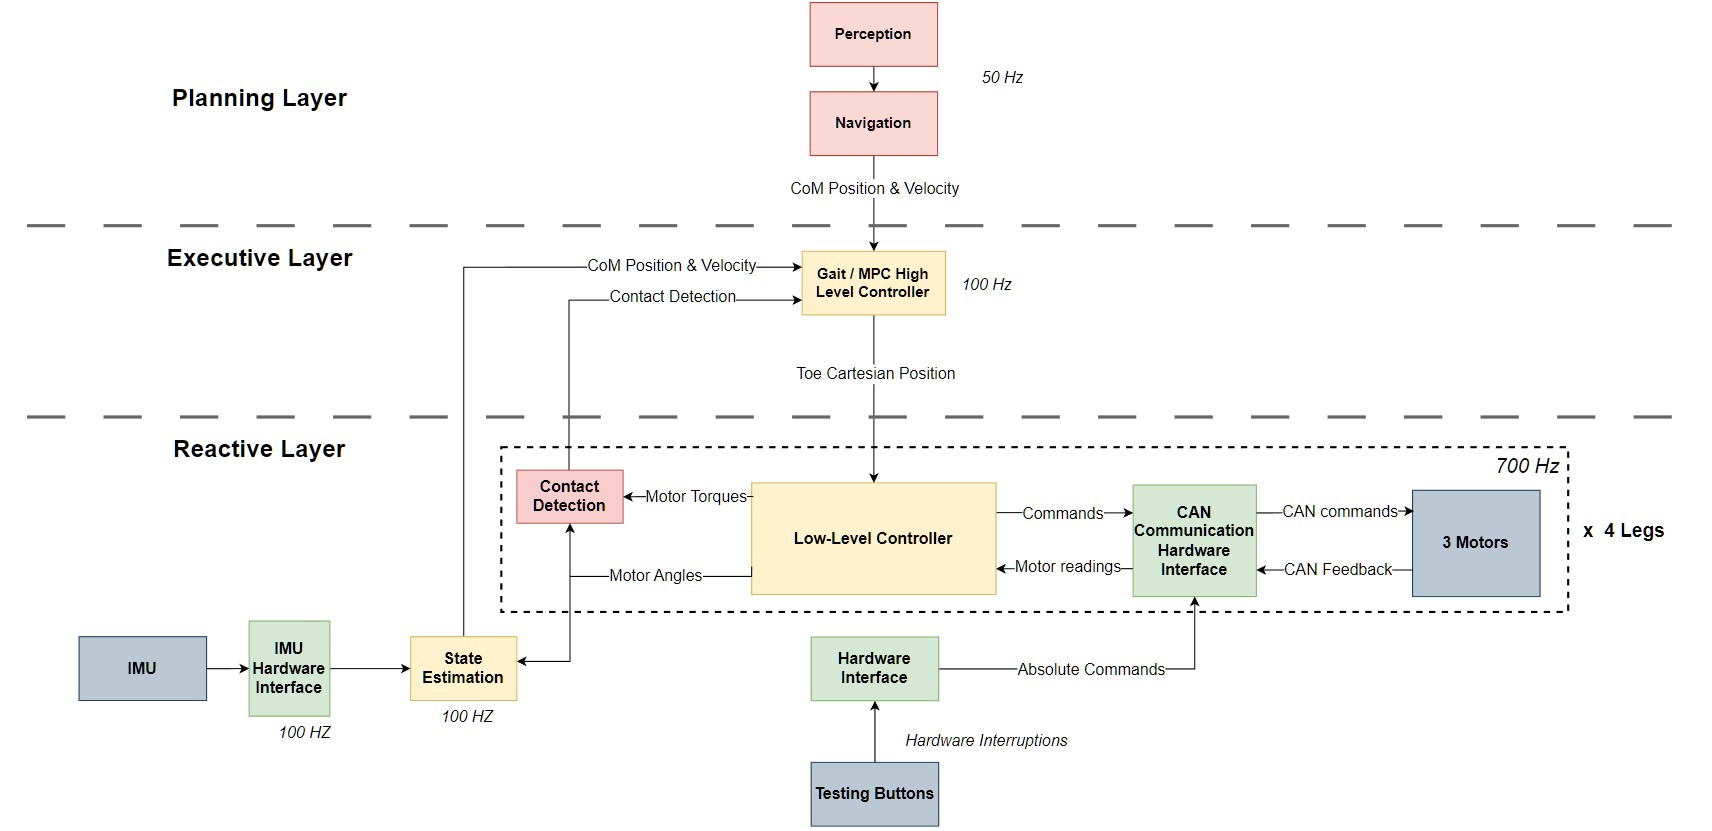 Perception
50 Hz
Planning Layer
Navigation
CoM Position & Velocity
Executive Layer
CoM Position & Velocity
Gait / MPC High
Level Controller
100 Hz
Contact Detection
Toe Cartesian Position
Reactive Layer
700 Hz
Contact
Detection
Motor Torques
Low-Level Controller
Commands
Motor readings
CAN
Communication
Hardware
Interface
CAN commands
CAN Feedback
3 Motors
x 4 Legs
Motor Angles
IMU
IMU
Hardware
Interface
100 HZ
State
Estimation
100 HZ
Hardware
Interface
Absolute Commands
Hardware Interruptions
Testing Buttons